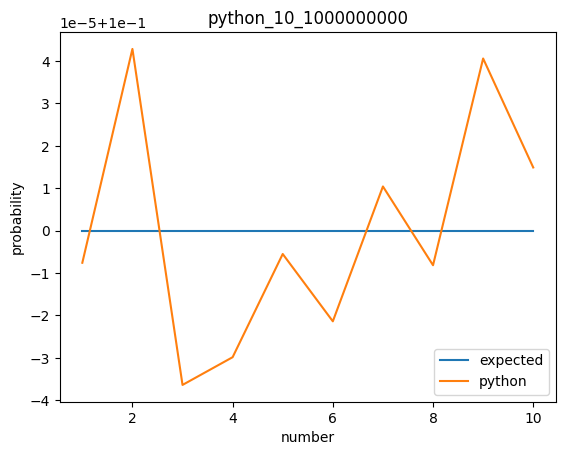 python_10_1000000000
1e−5+1e−1
4
3
2
1
0
−1
−2
−3
−4
probability
2
4
6
8
10
number
expected
python